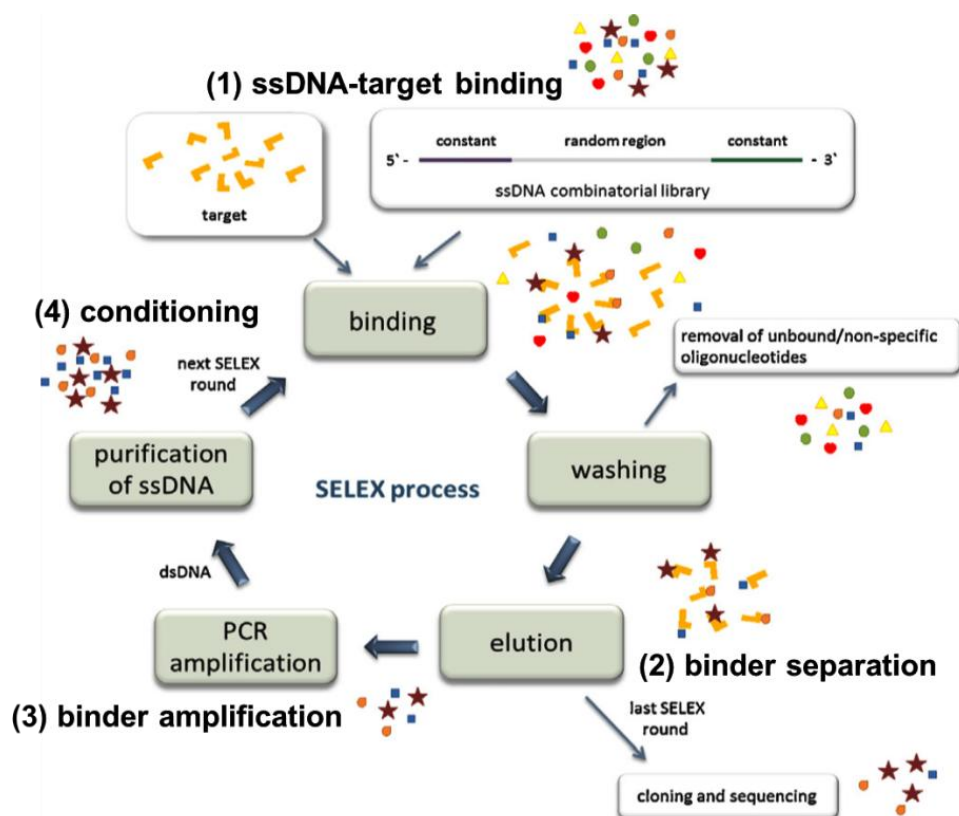 (1) ssDNA-target binding
constant random region constant
5`- - 3`
ssDNA combinatorial library
target
(4) conditioning
binding
removal of unbound/non-specific
oligonucleotides
next SELEX
round
purification
of ssDNA
SELEX process
washing
dsDNA
PCR
amplification
elution
(2) binder separation
(3) binder amplification
last SELEX
round
cloning and sequencing